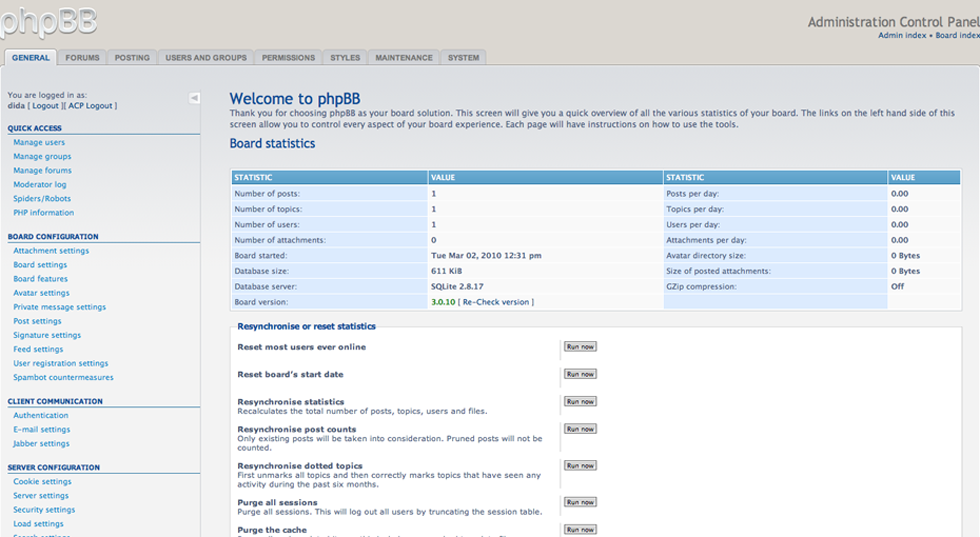 phpBB
Administration Control Panel
Admin index • Board index
GENERAL FORUMS POSTING USERS AND GROUPS PERMISSIONS STYLES MAINTENANCE SYSTEM
You are logged in as:
dida [ Logout ][ ACP Logout ]
QUICK ACCESS
Manage users
Manage groups
Manage forums
Moderator log
Spiders/Robots
PHP information
BOARD CONFIGURATION
Attachment settings
Board settings
Board features
Avatar settings
Private message settings
Post settings
Signature settings
Feed settings
User registration settings
Spambot countermeasures
CLIENT COMMUNICATION
Authentication
E-mail settings
Jabber settings
SERVER CONFIGURATION
Cookie settings
Server settings
Security settings
Load settings
Search settings
Welcome to phpBB
Thank you for choosing phpBB as your board solution. This screen will give you a quick overview of all the various statistics of your board. The links on the left hand side of this
screen allow you to control every aspect of your board experience. Each page will have instructions on how to use the tools.
Board statistics
STATISTIC VALUE STATISTIC VALUE
Number of posts: 1 Posts per day: 0.00
Number of topics: 1 Topics per day: 0.00
Number of users: 1 Users per day: 0.00
Number of attachments: 0 Attachments per day: 0.00
Board started: Tue Mar 02, 2010 12:31 pm Avatar directory size: 0 Bytes
Database size: 611 KiB Size of posted attachments: 0 Bytes
Database server: SQLite 2.8.17 GZip compression: Off
Board version: 3.0.10 [ Re-Check version ]
Resynchronise or reset statistics
Reset most users ever online Run now
Reset board's start date Run now
Resynchronise statistics Run now
Recalculates the total number of posts, topics, users and files.
Resynchronise post counts Run now
Only existing posts will be taken into consideration. Pruned posts will not be
counted.
Resynchronise dotted topics Run now
First unmarks all topics and then correctly marks topics that have seen any
activity during the past six months.
Purge all sessions Run now
Purge all sessions. This will log out all users by truncating the session table.
Purge the cache Run now